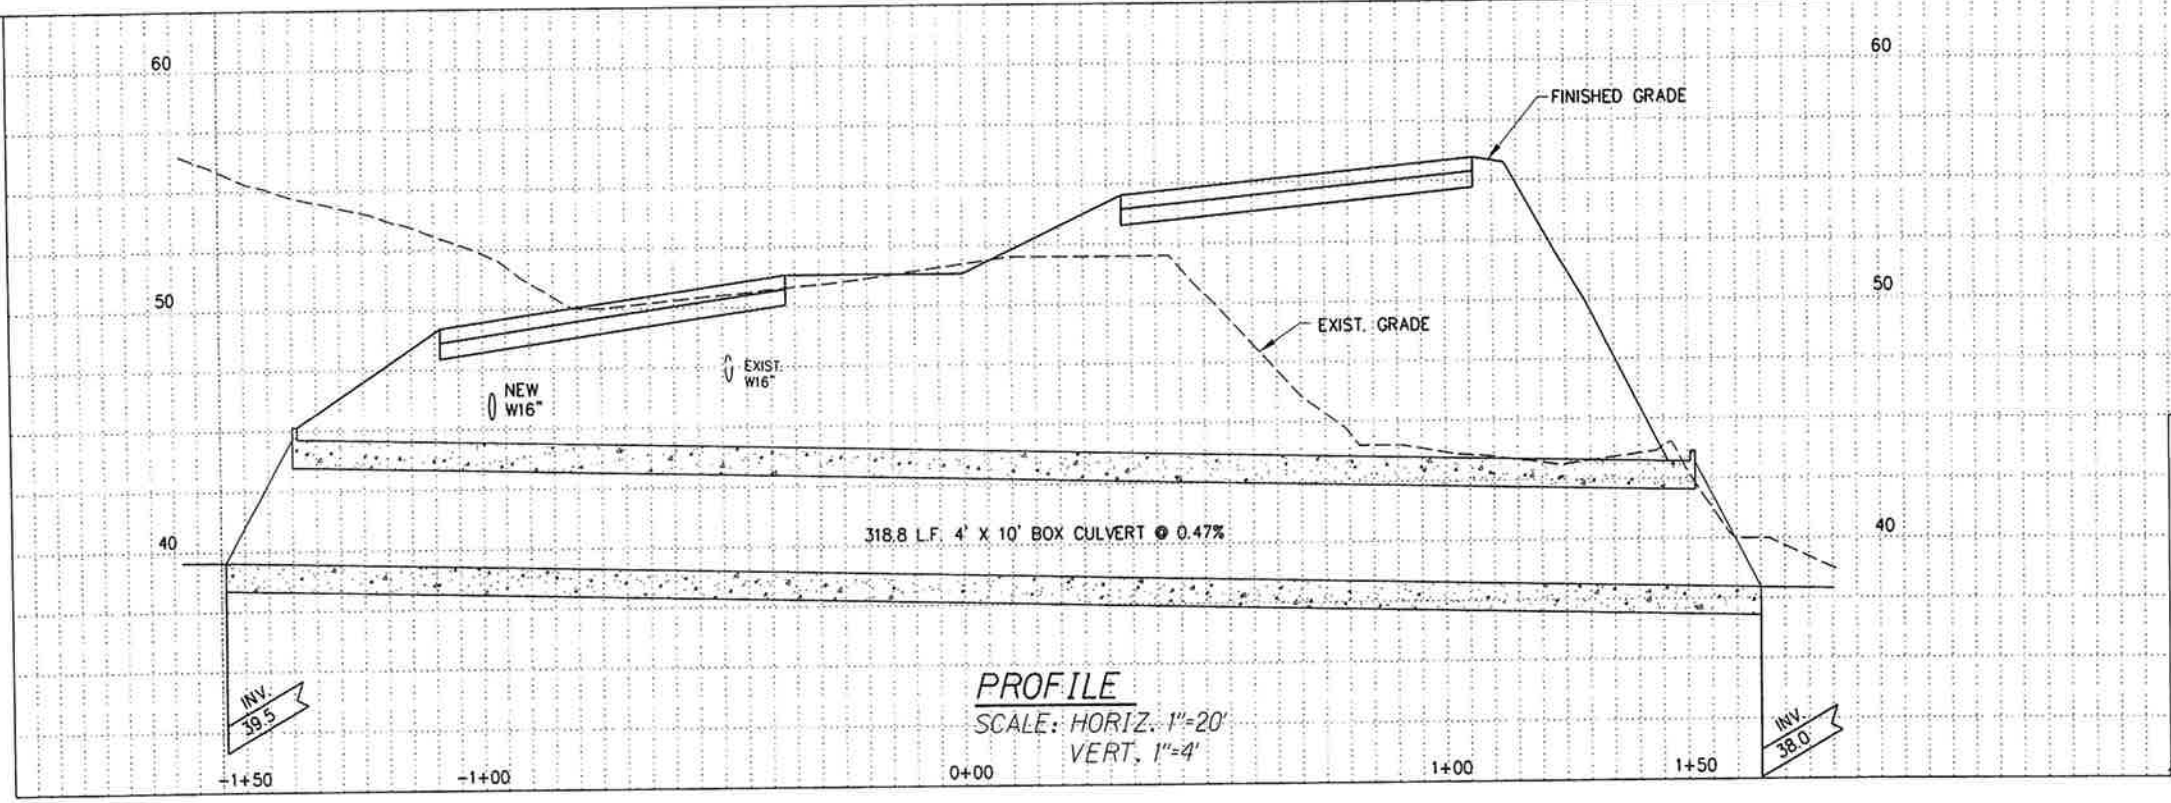 60
60
FINISHED GRADE
50
50
EXIST. GRADE
EXIST.
W16"
NEW
W16"
318.8 L.F. 4' X 10' BOX CULVERT @ 0.47%
40
40
INV.
39.5
PROFILE
SCALE: HORIZ. 1"=20'
VERT. 1"=4'
INV.
38.0
-1+50
-1+00
0+00
1+00
1+50